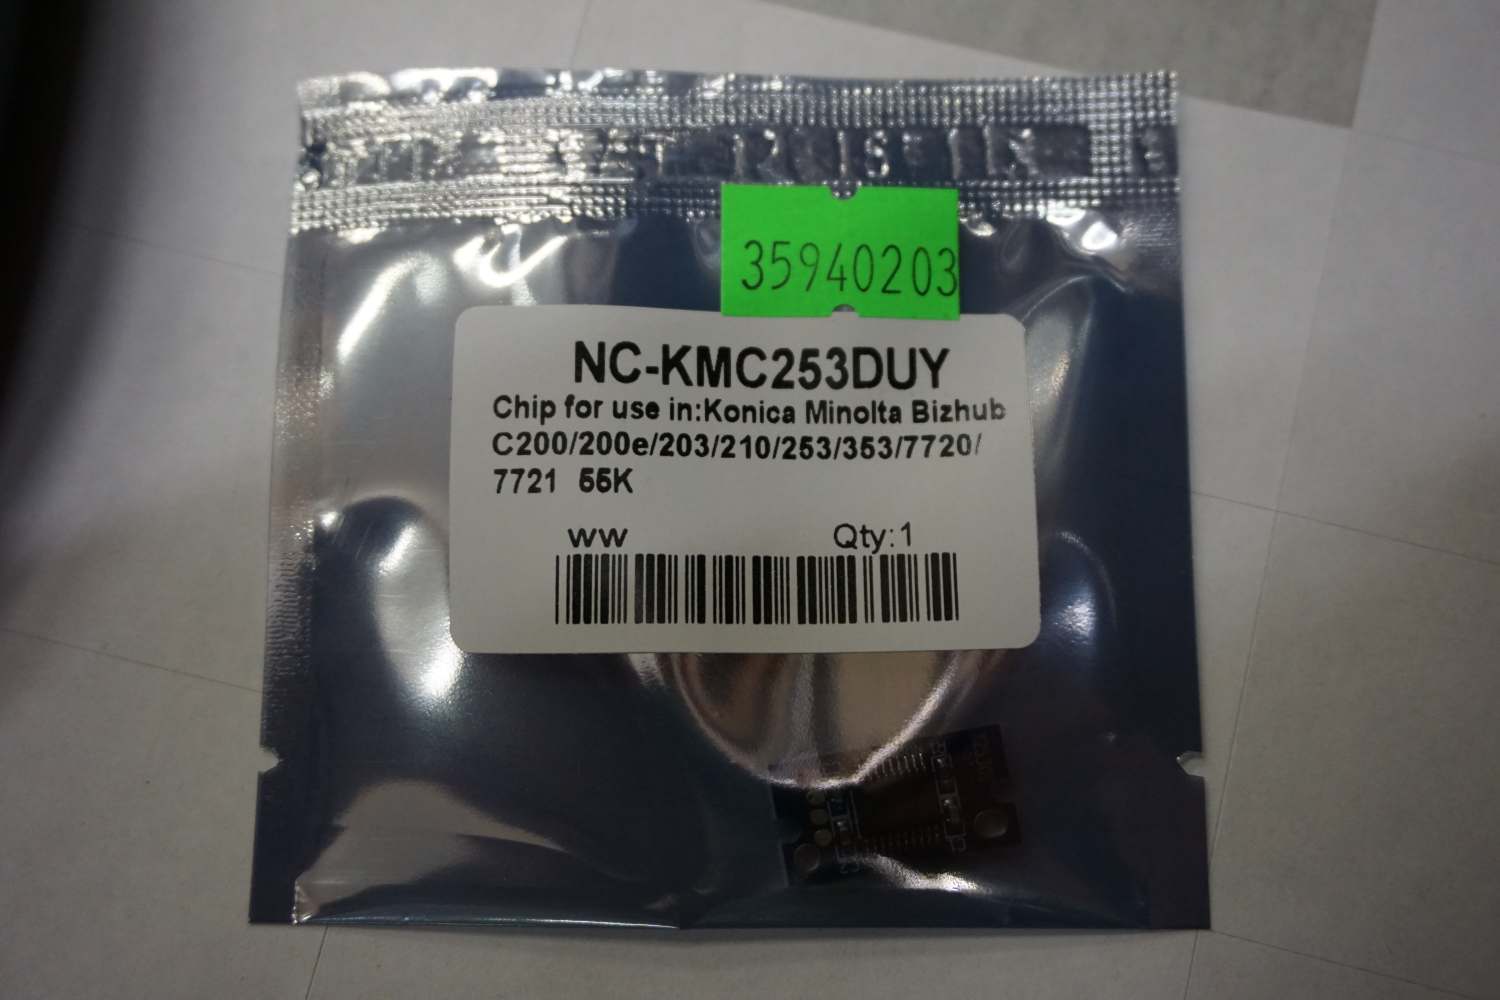 35940203
NC-KMC253DUY
Chip for use in:Konica Minolta Bizhub
C200/200e/203/210/253/353/7720/
7721 55K
WW Qty:1